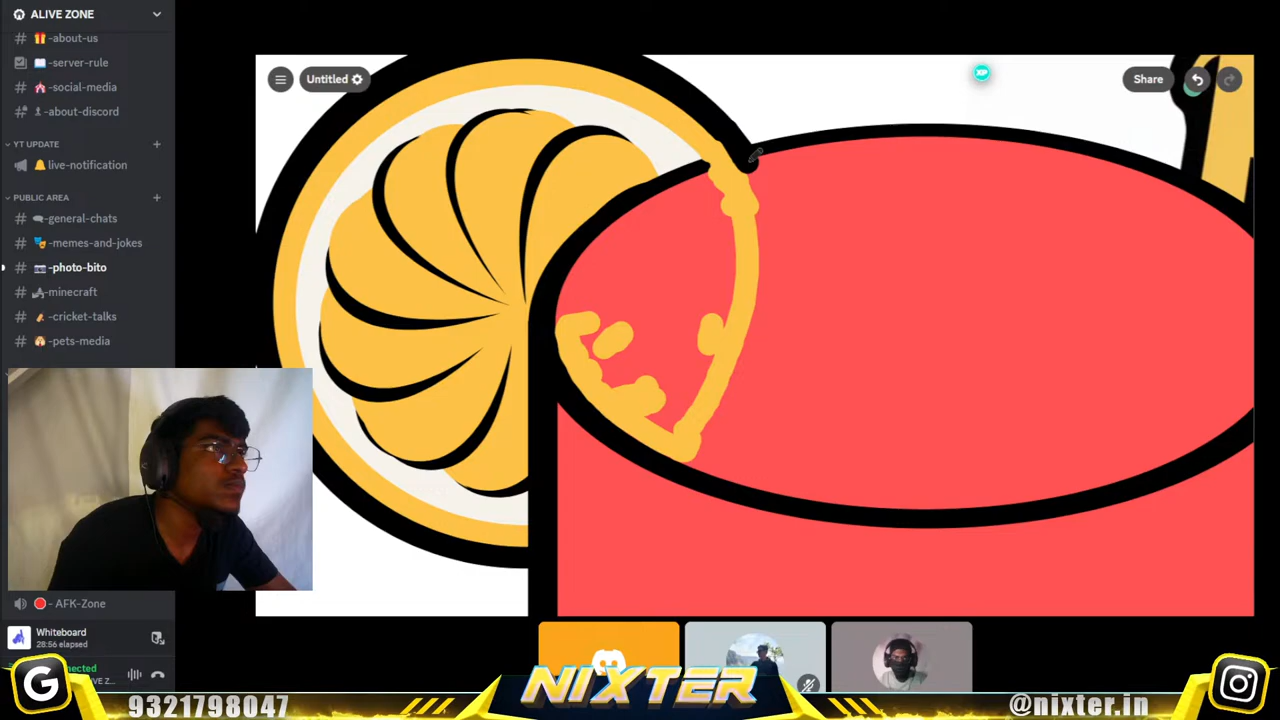 ALIVE ZONE
-about-us
-server-rule
-social-media
-about-discord
YT UPDATE
-live-notification
PUBLIC AREA
-general-chats
-memes-and-jokes
-photo-bito
-minecraft
-cricket-talks
-pets-media
- AFK-Zone
Whiteboard
28:56 elapsed
Untitled
XP
Share
G
9321798047
NIXTER
@nixter.in